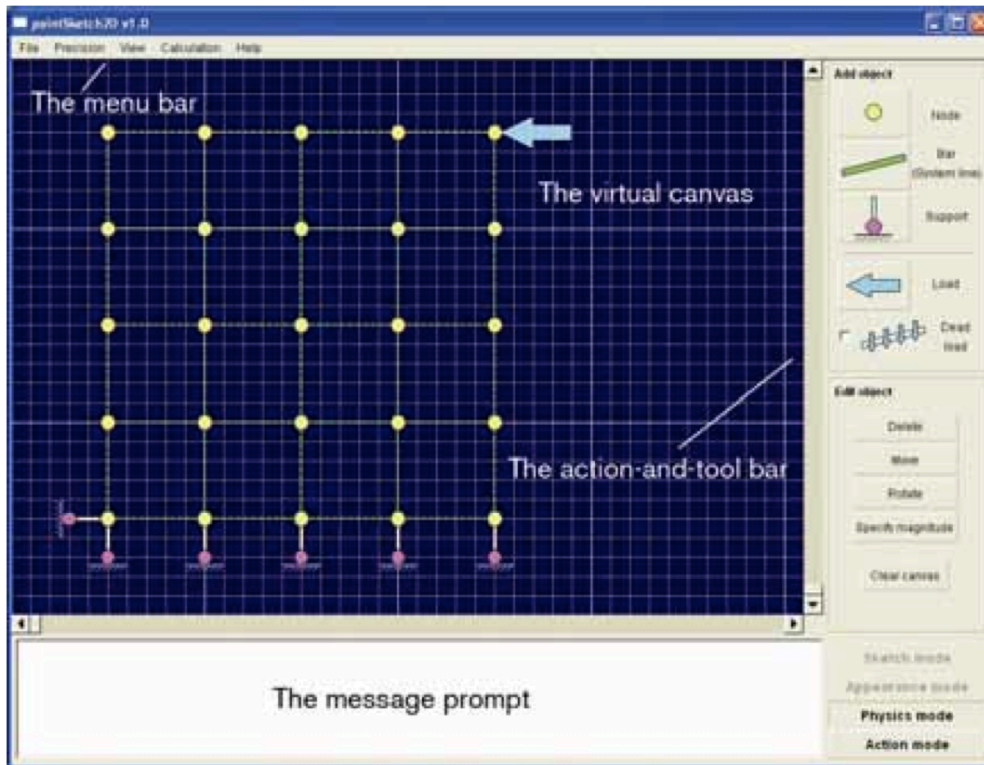 pointSketch2D v1.0
File Precision View Calculation Help
The menu bar
The virtual canvas
The action-and-tool bar
Add object
Node
Bar
(System line)
Support
Load
Dead
load
Edit object
Delete
Move
Rotate
Specify magnitude
Clear canvas
The message prompt
Sketch mode
Appearance mode
Physics mode
Action mode